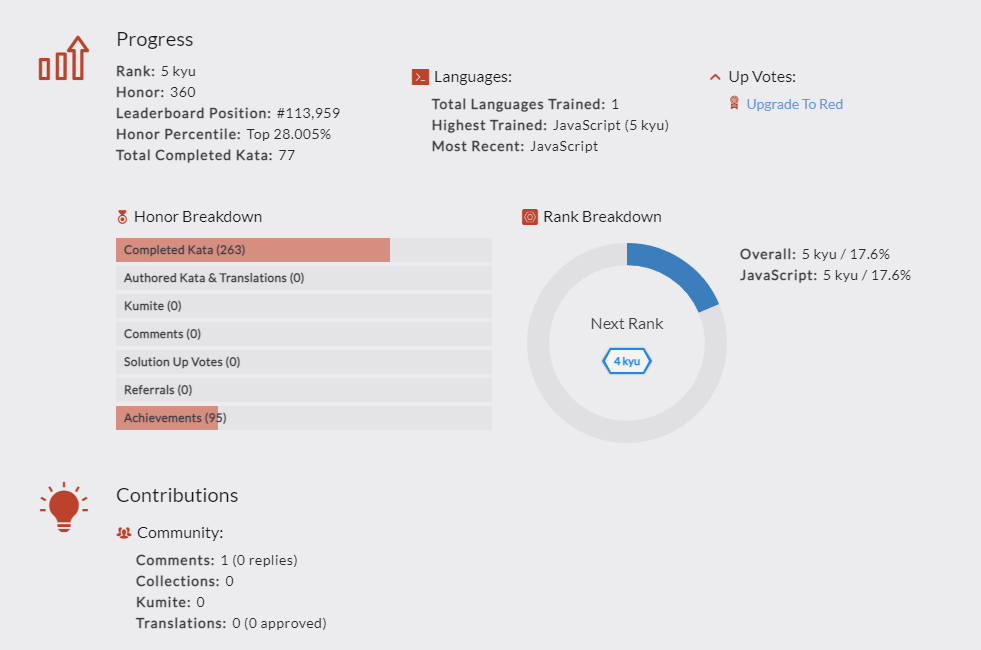 Progress
Rank: 5 kyu
Honor: 360
Leaderboard Position: #113,959
Honor Percentile: Top 28.005%
Total Completed Kata: 77
Languages:
Total Languages Trained: 1
Highest Trained: JavaScript (5 kyu)
Most Recent: JavaScript
Up Votes:
Upgrade To Red
Honor Breakdown
Completed Kata (263)
Authored Kata & Translations (0)
Kumite (0)
Comments (0)
Solution Up Votes (0)
Referrals (0)
Achievements (95)
Rank Breakdown
Next Rank
4 kyu
Overall: 5 kyu / 17.6%
JavaScript: 5 kyu / 17.6%
Contributions
Community:
Comments: 1 (0 replies)
Collections: 0
Kumite: 0
Translations: 0 (0 approved)